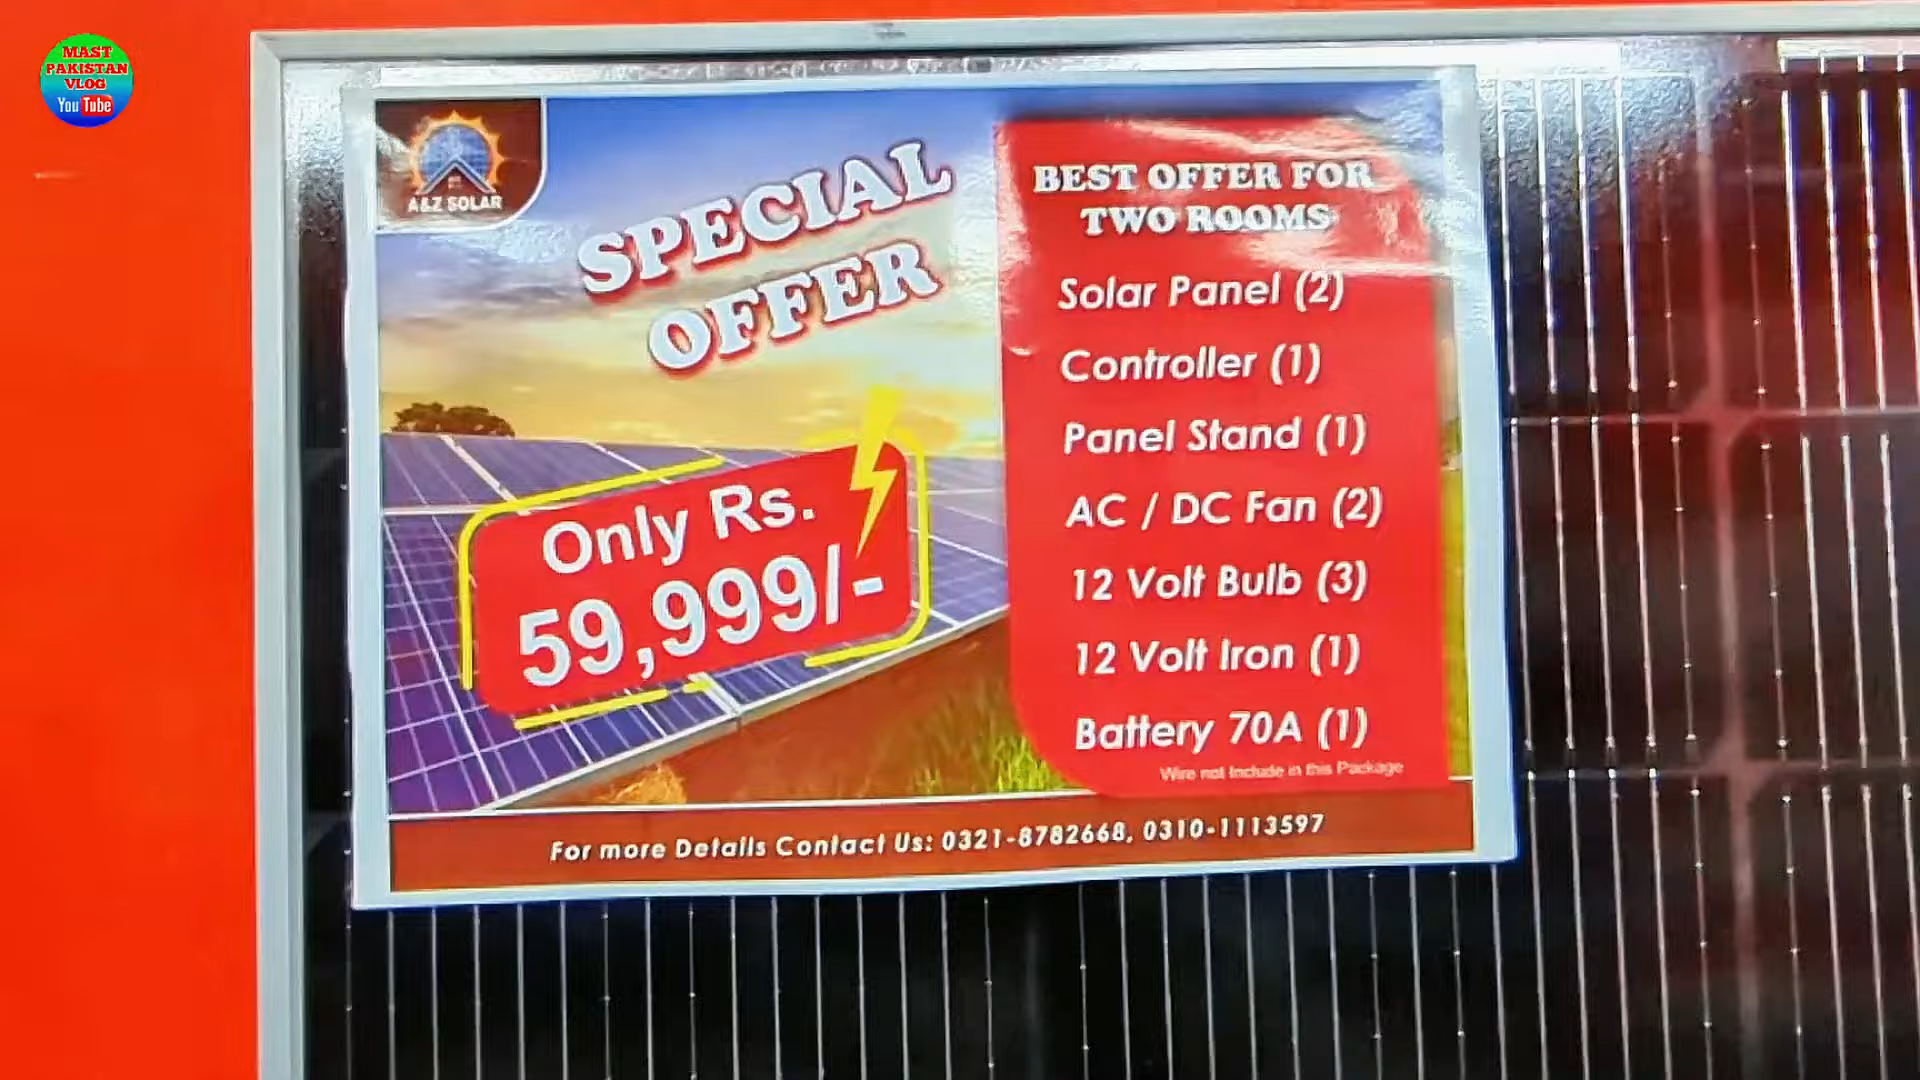 MAST
PAKISTAN
VLOG
You Tube
A&Z SOLAR
SPECIAL
OFFER
Only Rs.
59,999/-
BEST OFFER FOR
TWO ROOMS
Solar Panel (2)
Controller (1)
Panel Stand (1)
AC / DC Fan (2)
12 Volt Bulb (3)
12 Volt Iron (1)
Battery 70A (1)
Wire not Include in this Package
For more Details Contact Us: 0321-8782668, 0310-1113597